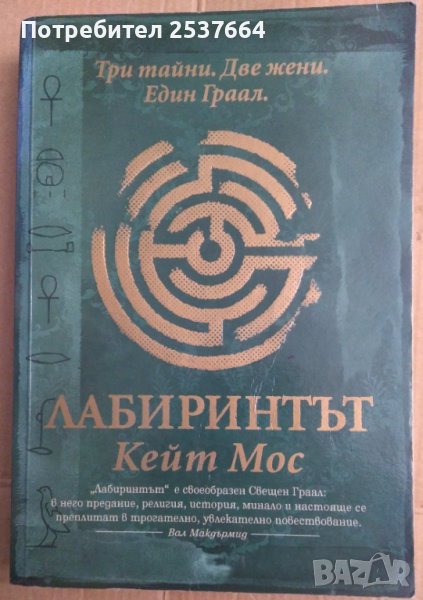 Потребител 2537664
Три тайни. Две жени.
Един Граал.
ЛАБИРИНТЪТ
Кейт Мос
„Лабиринтът“ е своеобразен Свещен Граал:
в него предание, религия, история, минало и настояще се
преплитат в трогателно, увлекателно повествование.
Вал Макдърмид
BAZAR